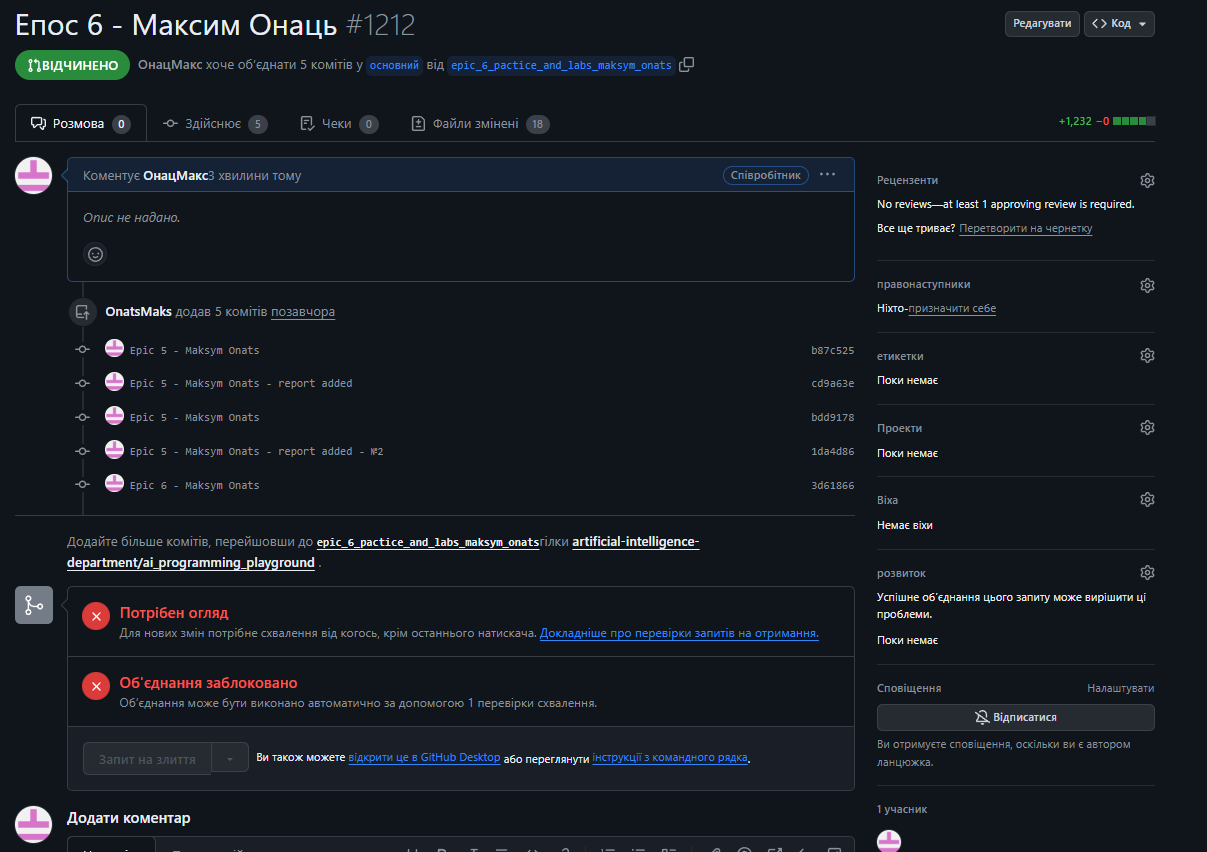 Епос 6 - Максим Онаць #1212
Редагувати
Код
ВІДЧИНЕНО
ОнацМакс хоче об’єднати 5 комітів у основний від epic_6_pactice_and_labs_maksym_onats
Розмова 0
Здійснює 5
Чеки 0
Файли змінені 18
+1,232 −0
Коментує ОнацМакс3 хвилини тому
Співробітник
Опис не надано.
OnatsMaks додав 5 комітів позавчора
Epic 5 - Maksym Onats b87c525
Epic 5 - Maksym Onats - report added cd9a63e
Epic 5 - Maksym Onats bdd9178
Epic 5 - Maksym Onats - report added - №2 1da4d86
Epic 6 - Maksym Onats 3d61866
Додайте більше комітів, перейшовши до epic_6_pactice_and_labs_maksym_onatsгілки artificial-intelligence-
department/ai_programming_playground .
Потрібен огляд
Для нових змін потрібне схвалення від когось, крім останнього натискача. Докладніше про перевірки запитів на отримання.
Об'єднання заблоковано
Об’єднання може бути виконано автоматично за допомогою 1 перевірки схвалення.
Запит на злиття
Ви також можете відкрити це в GitHub Desktop або переглянути інструкції з командного рядка.
Додати коментар
Рецензенти
No reviews—at least 1 approving review is required.
Все ще триває? Перетворити на чернетку
правонаступники
Ніхто-призначити себе
етикетки
Поки немає
Проекти
Поки немає
Віха
Немає віхи
розвиток
Успішне об’єднання цього запиту може вирішити ці
проблеми.
Поки немає
Сповіщення
Налаштувати
Відписатися
Ви отримуєте сповіщення, оскільки ви є автором
ланцюжка.
1 учасник